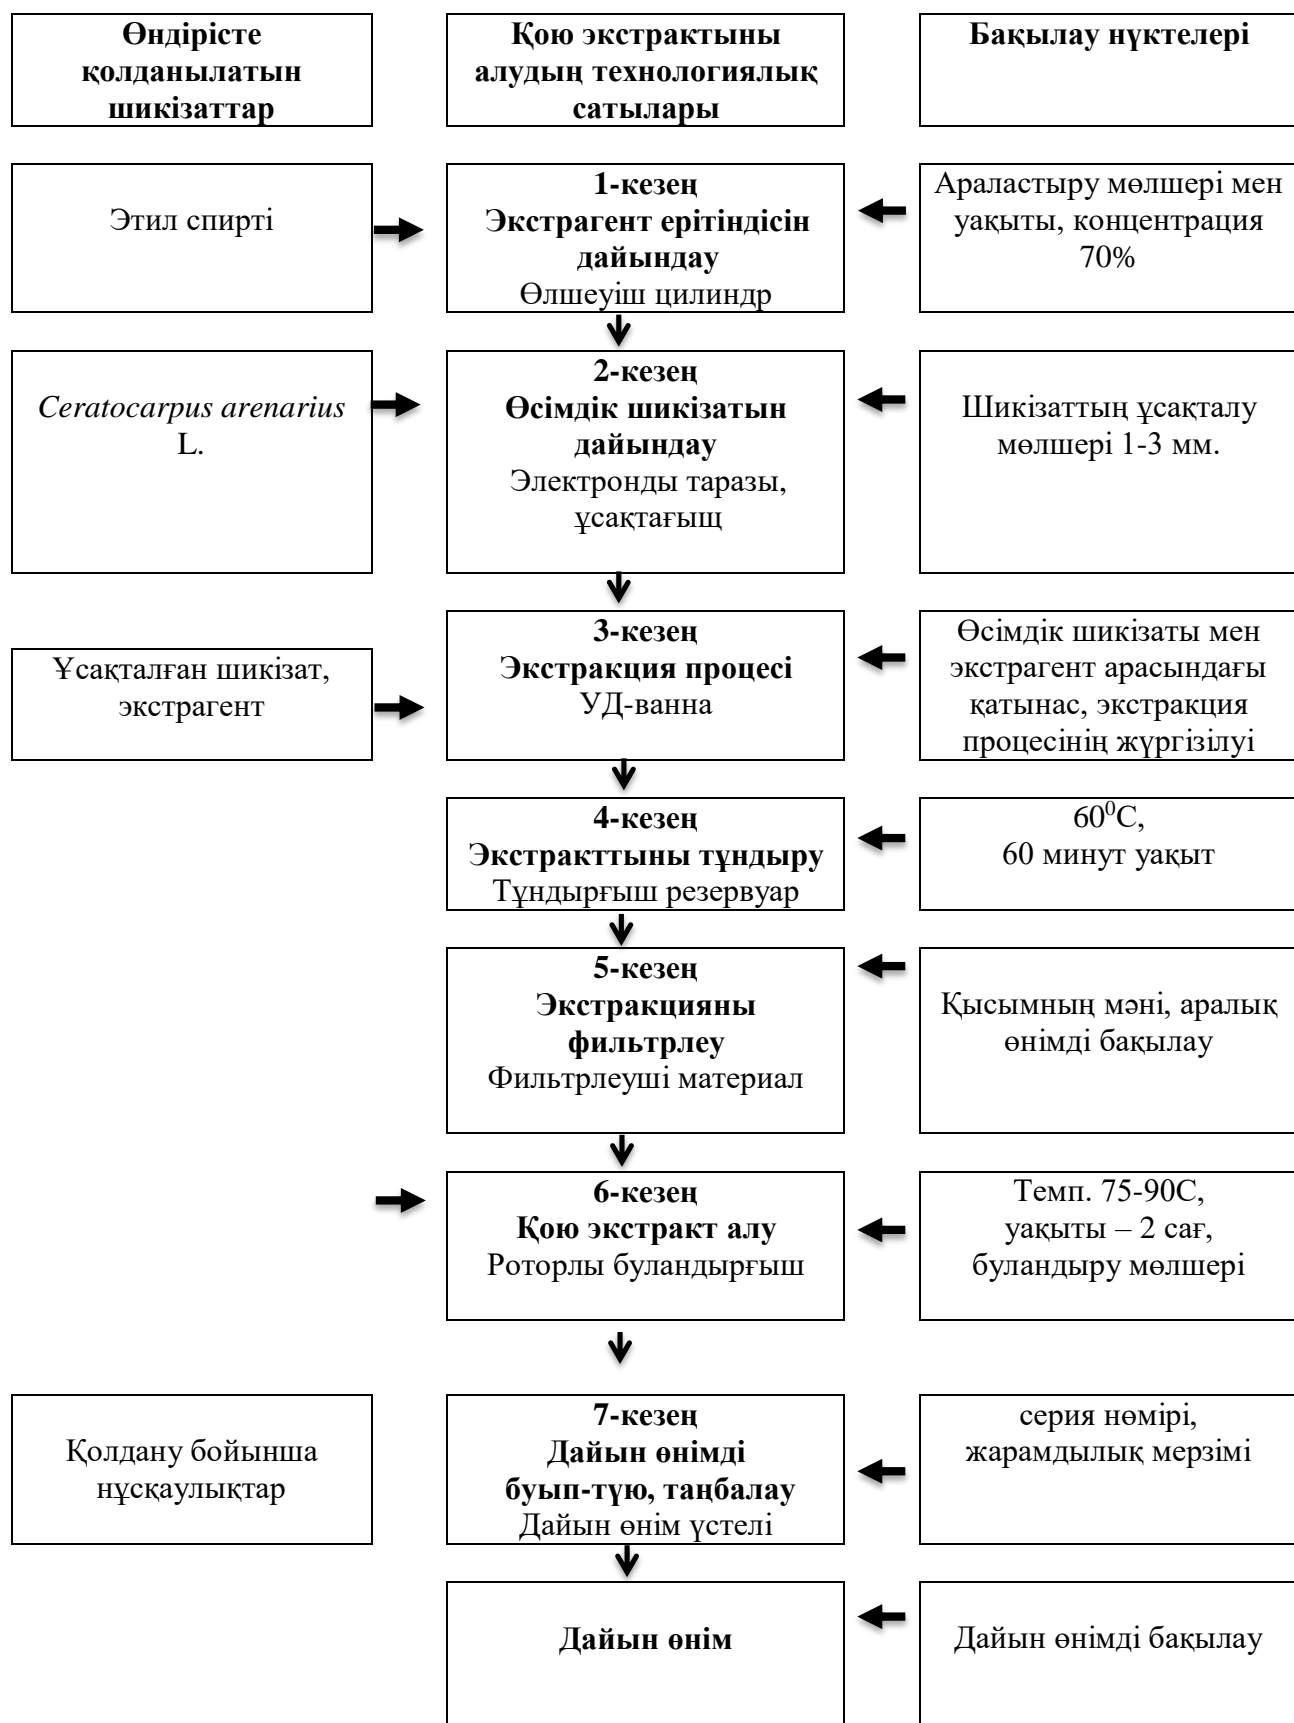 Өндірісте
қолданылатын
шикізаттар
Қою экстрактыны
алудың технологиялық
сатылары
Бақылау нүктелері
Этил спирті
1-кезең
Экстрагент ерітіндісін
дайындау
Өлшеуіш цилиндр
Араластыру мөлшері мен
уақыты, концентрация
70%
Ceratocarpus arenarius
L.
2-кезең
Өсімдік шикізатын
дайындау
Электронды таразы,
ұсақтағыщ
Шикізаттың ұсақталу
мөлшері 1-3 мм.
Ұсақталған шикізат,
экстрагент
3-кезең
Экстракция процесі
УД-ванна
Өсімдік шикізаты мен
экстрагент арасындағы
қатынас, экстракция
процесінің жүргізілуі
4-кезең
Экстракттыны тұндыру
Тұндырғыш резервуар
60⁰С,
60 минут уақыт
5-кезең
Экстракцияны
фильтрлеу
Фильтрлеуші материал
Қысымның мәні, аралық
өнімді бақылау
6-кезең
Қою экстракт алу
Роторлы буландырғыш
Темп. 75-90С,
уақыты – 2 сағ,
буландыру мөлшері
Қолдану бойынша
нұсқаулықтар
7-кезең
Дайын өнімді
буып-түю, таңбалау
Дайын өнім үстелі
серия нөмірі,
жарамдылық мерзімі
Дайын өнім
Дайын өнімді бақылау